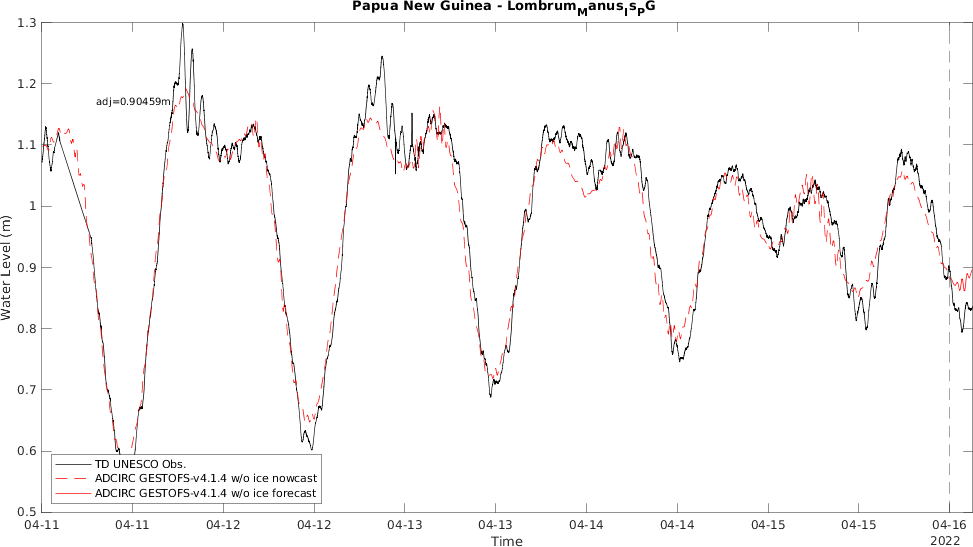 Papua New Guinea - LombrumManusIsPG
1.3
1.2
adj=0.90459m
1.1
1
0.9
0.8
0.7
0.6
0.5
Water Level (m)
TD UNESCO Obs.
ADCIRC GESTOFS-v4.1.4 w/o ice nowcast
ADCIRC GESTOFS-v4.1.4 w/o ice forecast
04-11 04-11 04-12 04-12 04-13 04-13 04-14 04-14 04-15 04-15 04-16
Time 2022